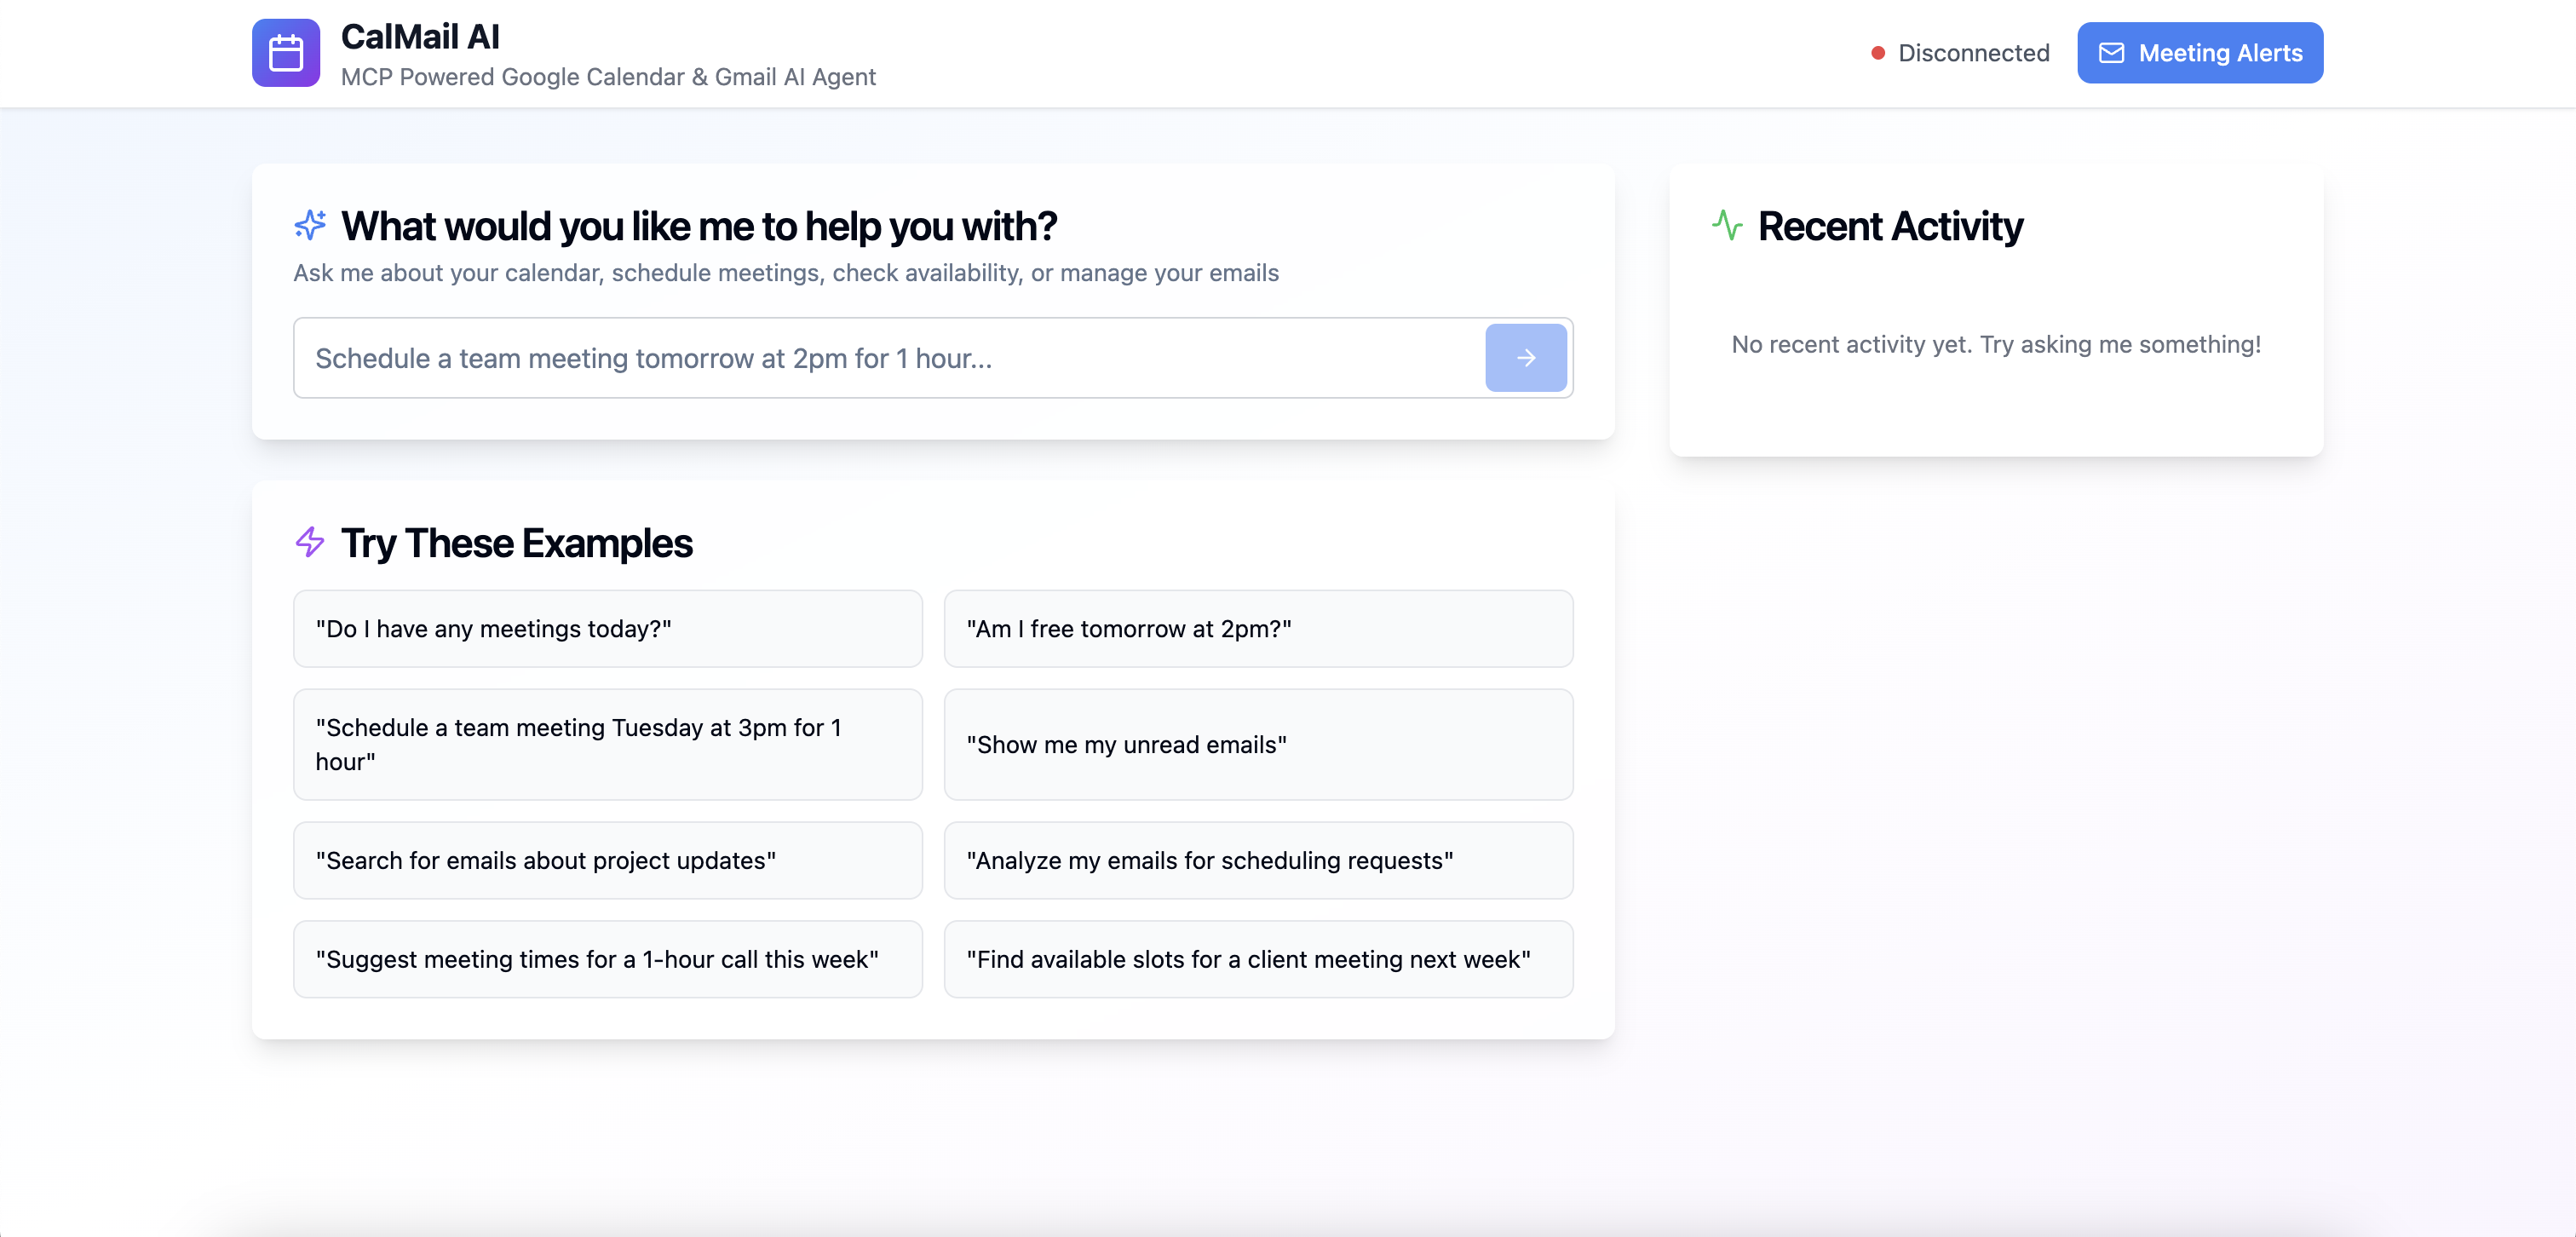 CalMail AI
MCP Powered Google Calendar & Gmail AI Agent
Disconnected
Meeting Alerts
What would you like me to help you with?
Ask me about your calendar, schedule meetings, check availability, or manage your emails
Schedule a team meeting tomorrow at 2pm for 1 hour...
Recent Activity
No recent activity yet. Try asking me something!
Try These Examples
"Do I have any meetings today?"
"Am I free tomorrow at 2pm?"
"Schedule a team meeting Tuesday at 3pm for 1
hour"
"Show me my unread emails"
"Search for emails about project updates"
"Analyze my emails for scheduling requests"
"Suggest meeting times for a 1-hour call this week"
"Find available slots for a client meeting next week"